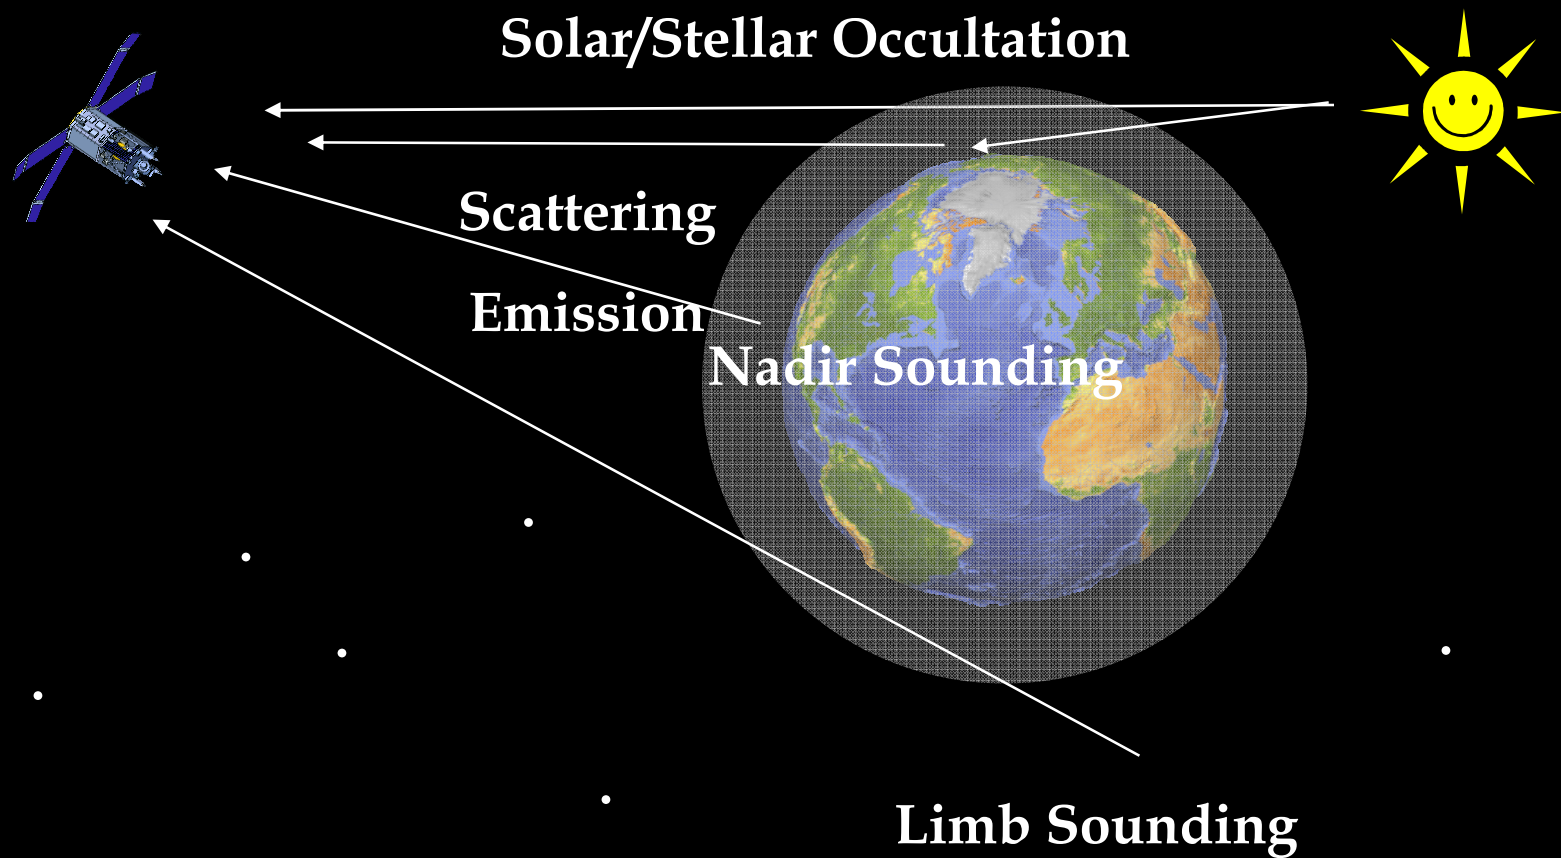 Solar/Stellar Occultation
Scattering
Emission
Nadir Sounding
Limb Sounding